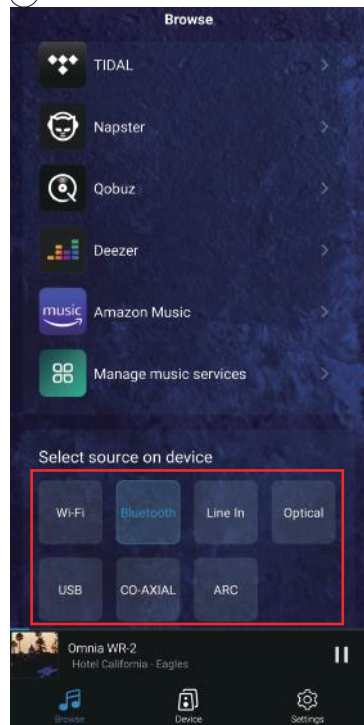 Browse
TIDAL
Napster
Qobuz
Deezer
music Amazon Music
Manage music services
Select source on device
Wi-Fi Bluetooth Line In Optical
USB CO-AXIAL ARC
Omnia WR-2
Hotel California - Eagles
Browse Device Settings